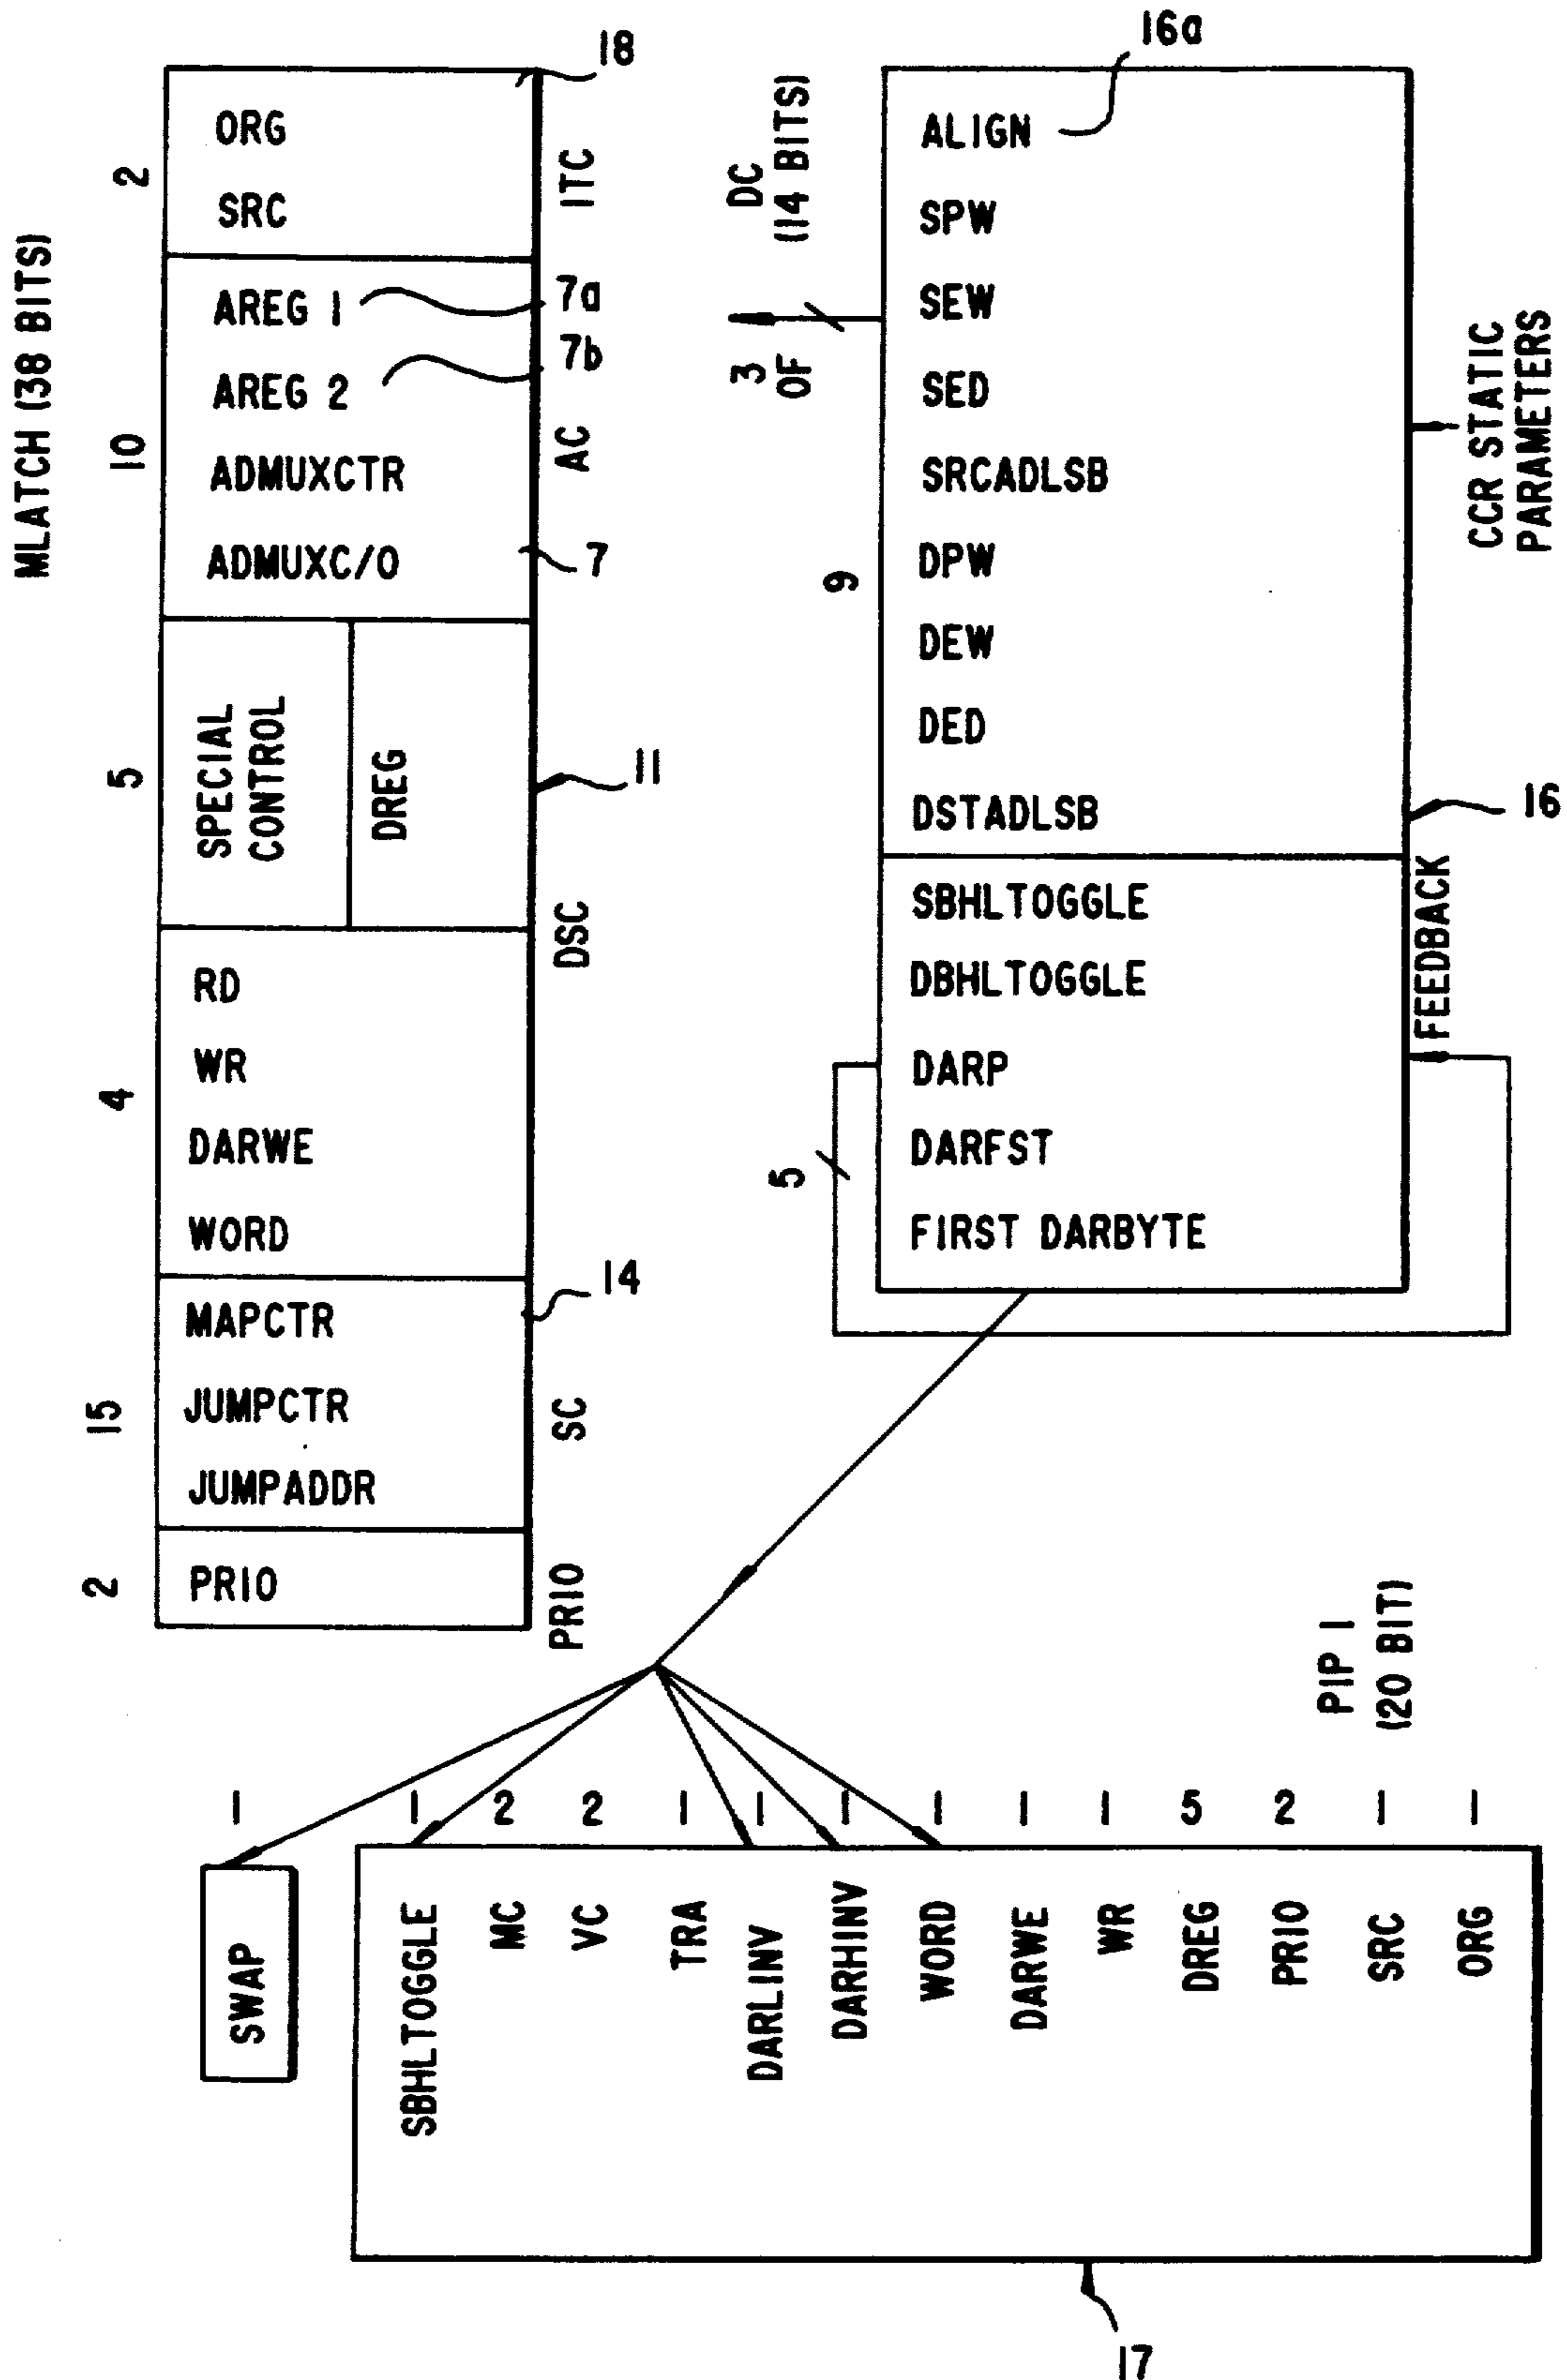 MLATCH (38 BITS)
2
ORG
SRC
18
ITC
10
AREG 1
AREG 2
ADMUXCTR
ADMUXC/O
7a
7b
AC
7
5
SPECIAL
CONTROL
DREG
11
DSC
4
RD
WR
DARWE
WORD
15
MAPCTR
JUMPCTR
JUMPADDR
14
SC
2
PRIO
PRIO
DC
(14 BITS)
3
OF
16a
9
ALIGN
SPW
SEW
SED
SRCADLSB
DPW
DEW
DED
DSTADLSB
CCR STATIC
PARAMETERS
16
5
SBHLTOGGLE
DBHLTOGGLE
DARP
DARFST
FIRST DARBYTE
FEEDBACK
PIP 1
(20 BIT)
SWAP 1
SBHLTOGGLE 1
MC 2
VC 2
TRA 1
DARLINV 1
DARHINV 1
WORD 1
DARWE 1
WR 1
DREG 5
PRIO 2
SRC 1
ORG 1
17